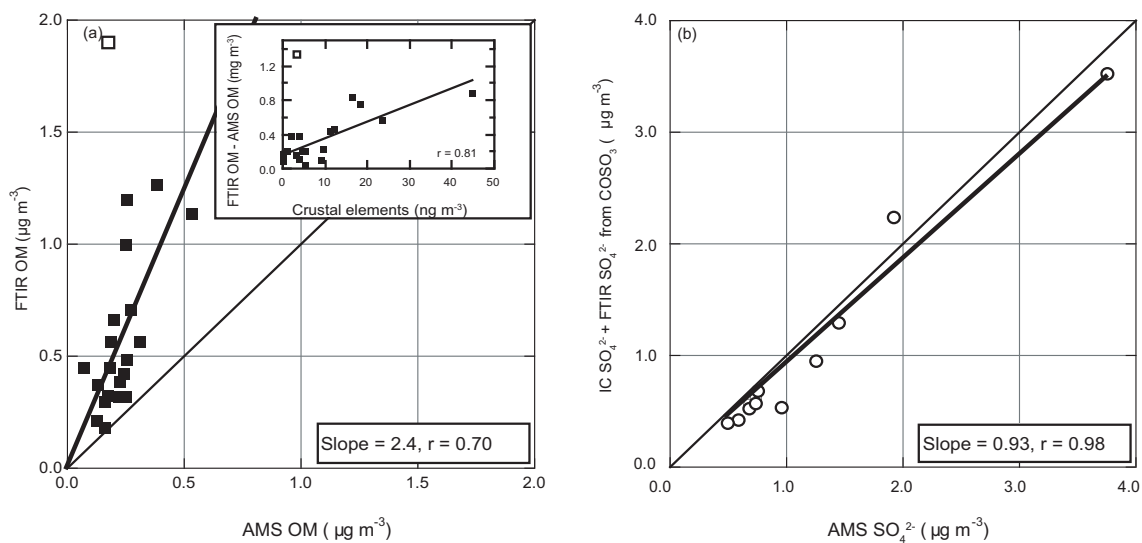 (a)
2.0
1.5
1.0
0.5
0.0
FTIR OM (µg m⁻³)
0.0 0.5 1.0 1.5 2.0
AMS OM ( µg m⁻³)
Slope = 2.4, r = 0.70
FTIR OM - AMS OM (mg m⁻³)
1.2
0.8
0.4
0.0
r = 0.81
0 10 20 30 40 50
Crustal elements (ng m⁻³)
(b)
4.0
3.0
2.0
1.0
0.0
IC SO₄²⁻+ FTIR SO₄²⁻ from COSO₃ ( µg m⁻³)
Slope = 0.93, r = 0.98
0.0 1.0 2.0 3.0 4.0
AMS SO₄²⁻ ( µg m⁻³)